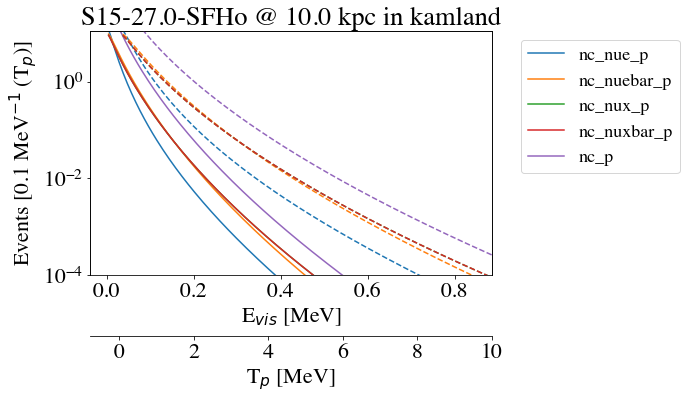 S15-27.0-SFHo @ 10.0 kpc in kamland
Events [0.1 MeV⁻¹ (Tₚ)]
10⁰
10⁻²
10⁻⁴
0.0 0.2 0.4 0.6 0.8
E_vis [MeV]
0 2 4 6 8 10
Tₚ [MeV]
nc_nue_p
nc_nuebar_p
nc_nux_p
nc_nuxbar_p
nc_p